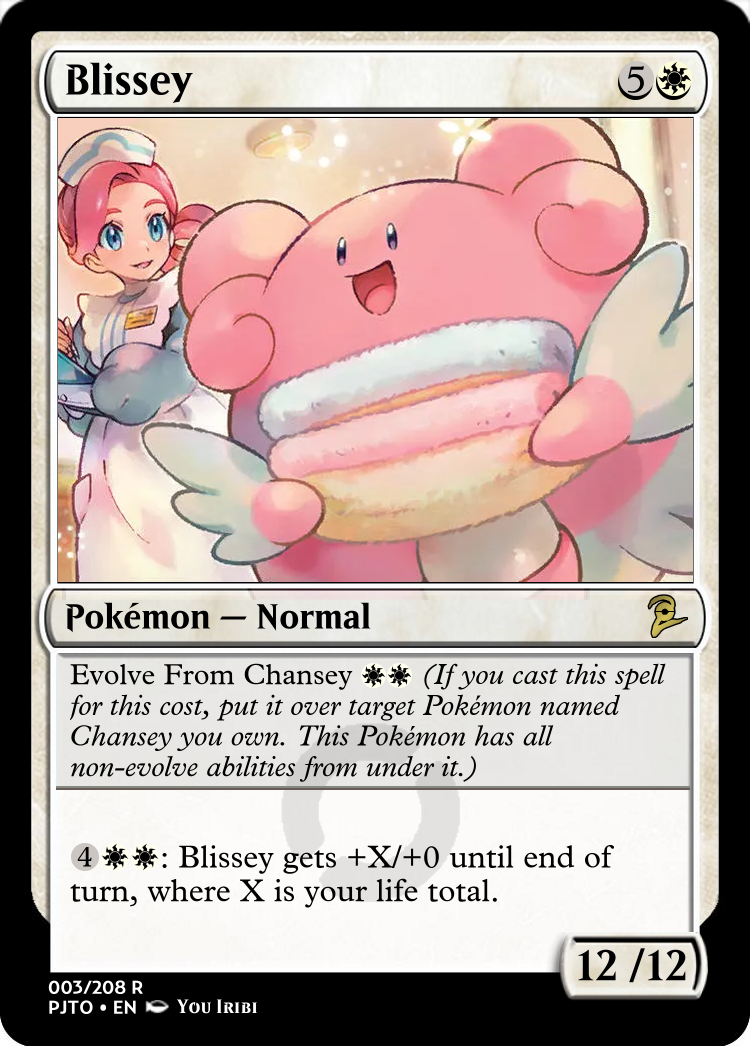 Blissey 5
Pokémon — Normal
Evolve From Chansey (If you cast this spell
for this cost, put it over target Pokémon named
Chansey you own. This Pokémon has all
non-evolve abilities from under it.)
4: Blissey gets +X/+0 until end of
turn, where X is your life total.
12 /12
003/208 R
PJTO • EN You Iribi